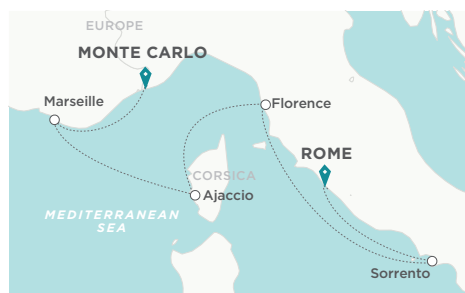 EUROPE
MONTE CARLO
Marseille
Florence
ROME
CORSICA
Ajaccio
MEDITERRANEAN
SEA
Sorrento